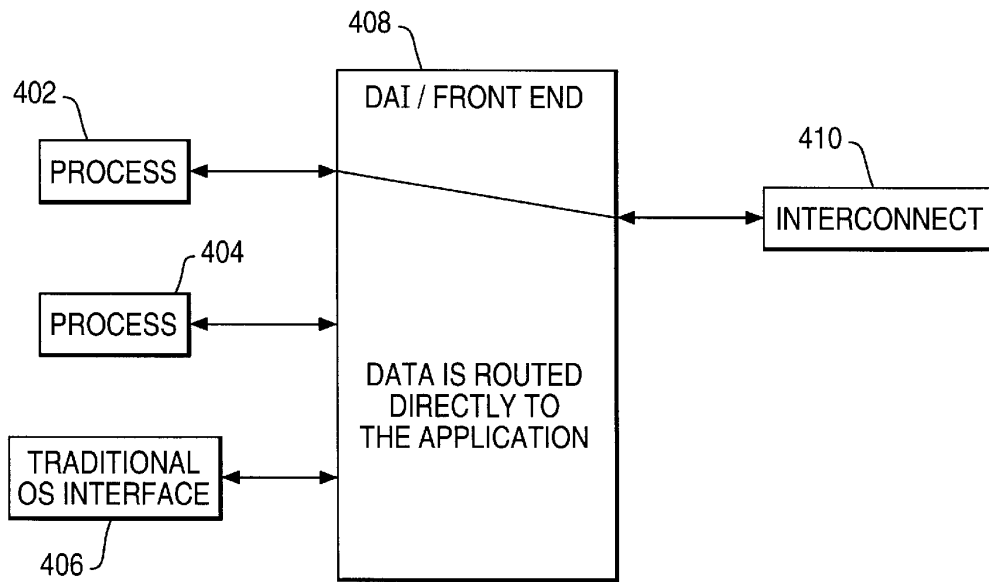 408
DAI / FRONT END
402
PROCESS
410
INTERCONNECT
404
PROCESS
DATA IS ROUTED
DIRECTLY TO
THE APPLICATION
TRADITIONAL
OS INTERFACE
406